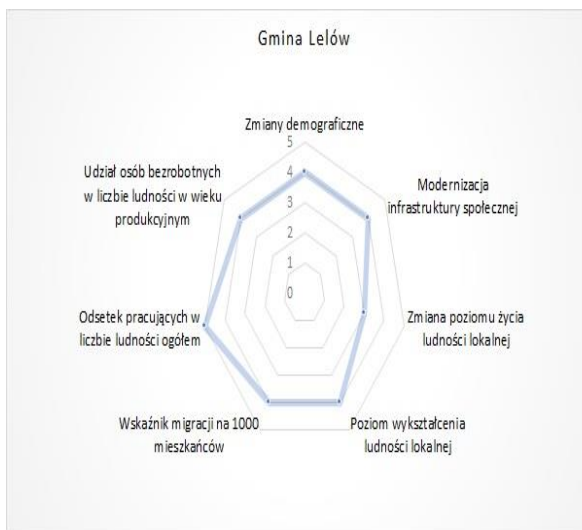 Gmina Lelów
Zmiany demograficzne
5
4
3
2
1
0
Modernizacja
infrastruktury społecznej
Zmiana poziomu życia
ludności lokalnej
Poziom wykształcenia
ludności lokalnej
Wskaźnik migracji na 1000
mieszkańców
Odsetek pracujących w
liczbie ludności ogółem
Udział osób bezrobotnych
w liczbie ludności w wieku
produkcyjnym